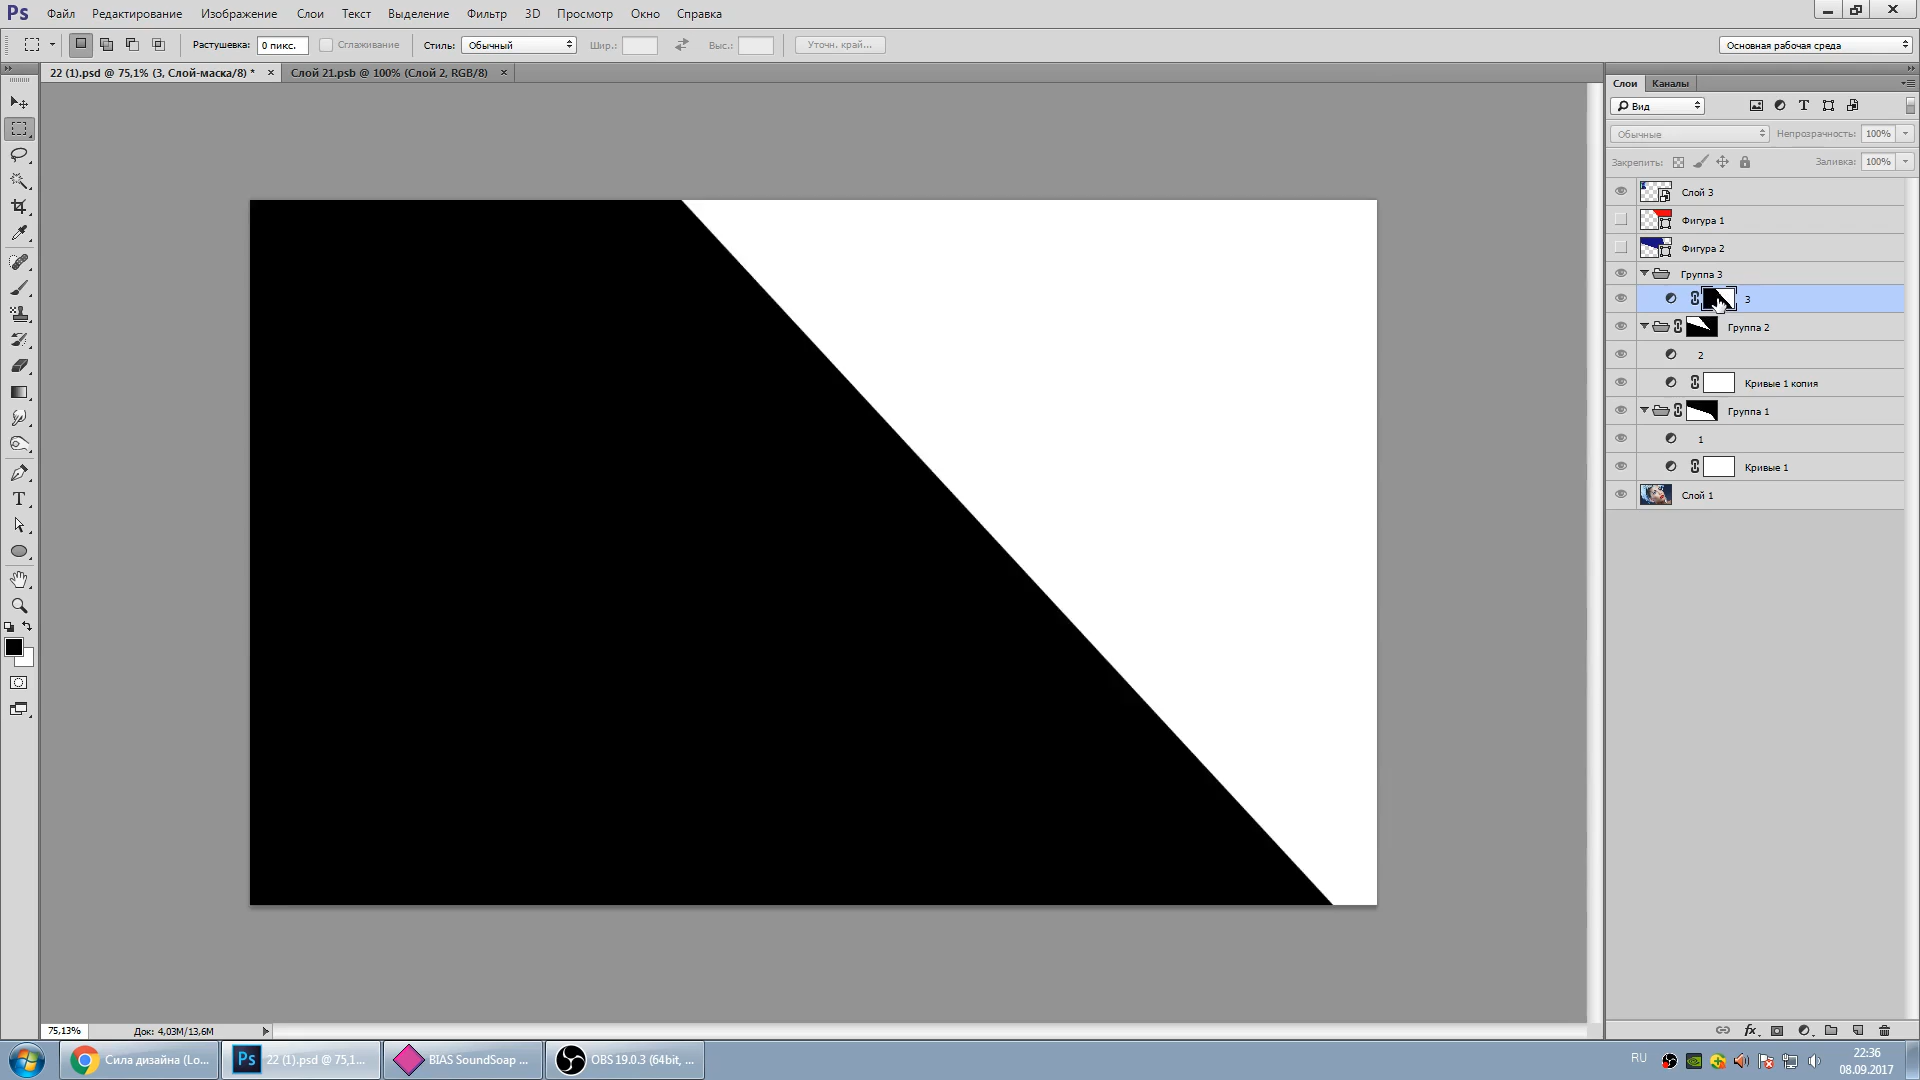 Ps Файл Редактирование Изображение Слои Текст Выделение Фильтр 3D Просмотр Окно Справка
Растушевка: 0 пикс. Сглаживание Стиль: Обычный Шир.: Выс.: Уточн. край... Основная рабочая среда
22 (1).psd @ 75,1% (3, Слой-маска/8) * × Слой 21.psb @ 100% (Слой 2, RGB/8) ×
Слои Каналы
Вид
Обычные Непрозрачность: 100%
Закрепить: Заливка: 100%
Слой 3
Фигура 1
Фигура 2
Группа 3
3
Группа 2
2
Кривые 1 копия
Группа 1
1
Кривые 1
Слой 1
75,13% Док: 4,03M/13,6M
Сила дизайна (Lo... Ps 22 (1).psd @ 75,1... BIAS SoundSoap ... OBS 19.0.3 (64bit, ... RU 22:36
08.09.2017